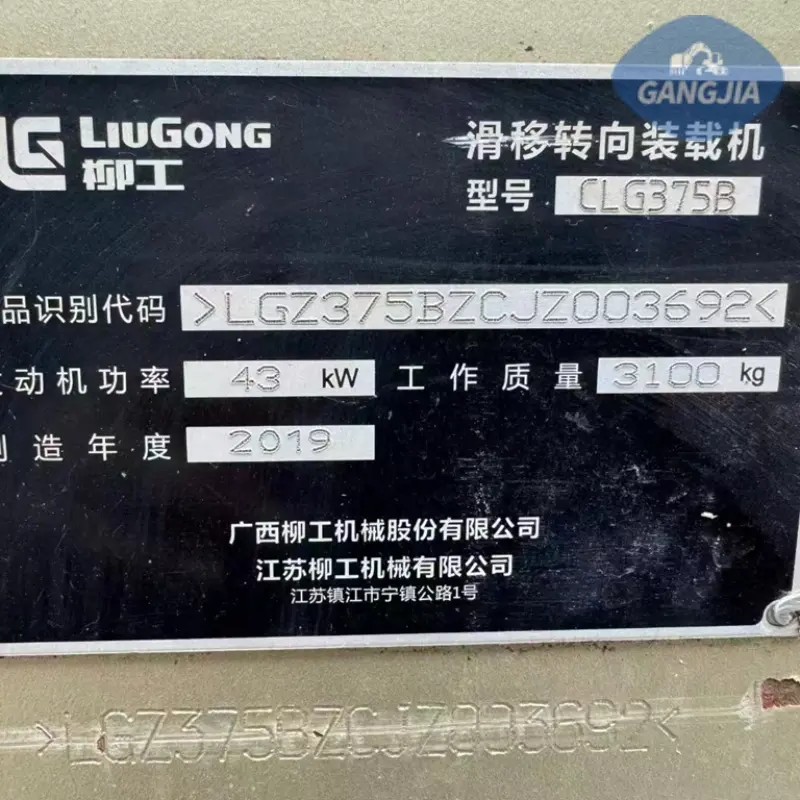 GANGJIA
LIUGONG
柳工
滑移转向装载机
型号 CLG375B
品识别代码 >LGZ375BZCJZ003692<
动机功率 43 kW 工作质量 3100 kg
造年度 2019
广西柳工机械股份有限公司
江苏柳工机械有限公司
江苏镇江市宁镇公路1号
>LGZ375BZCJZ003692<